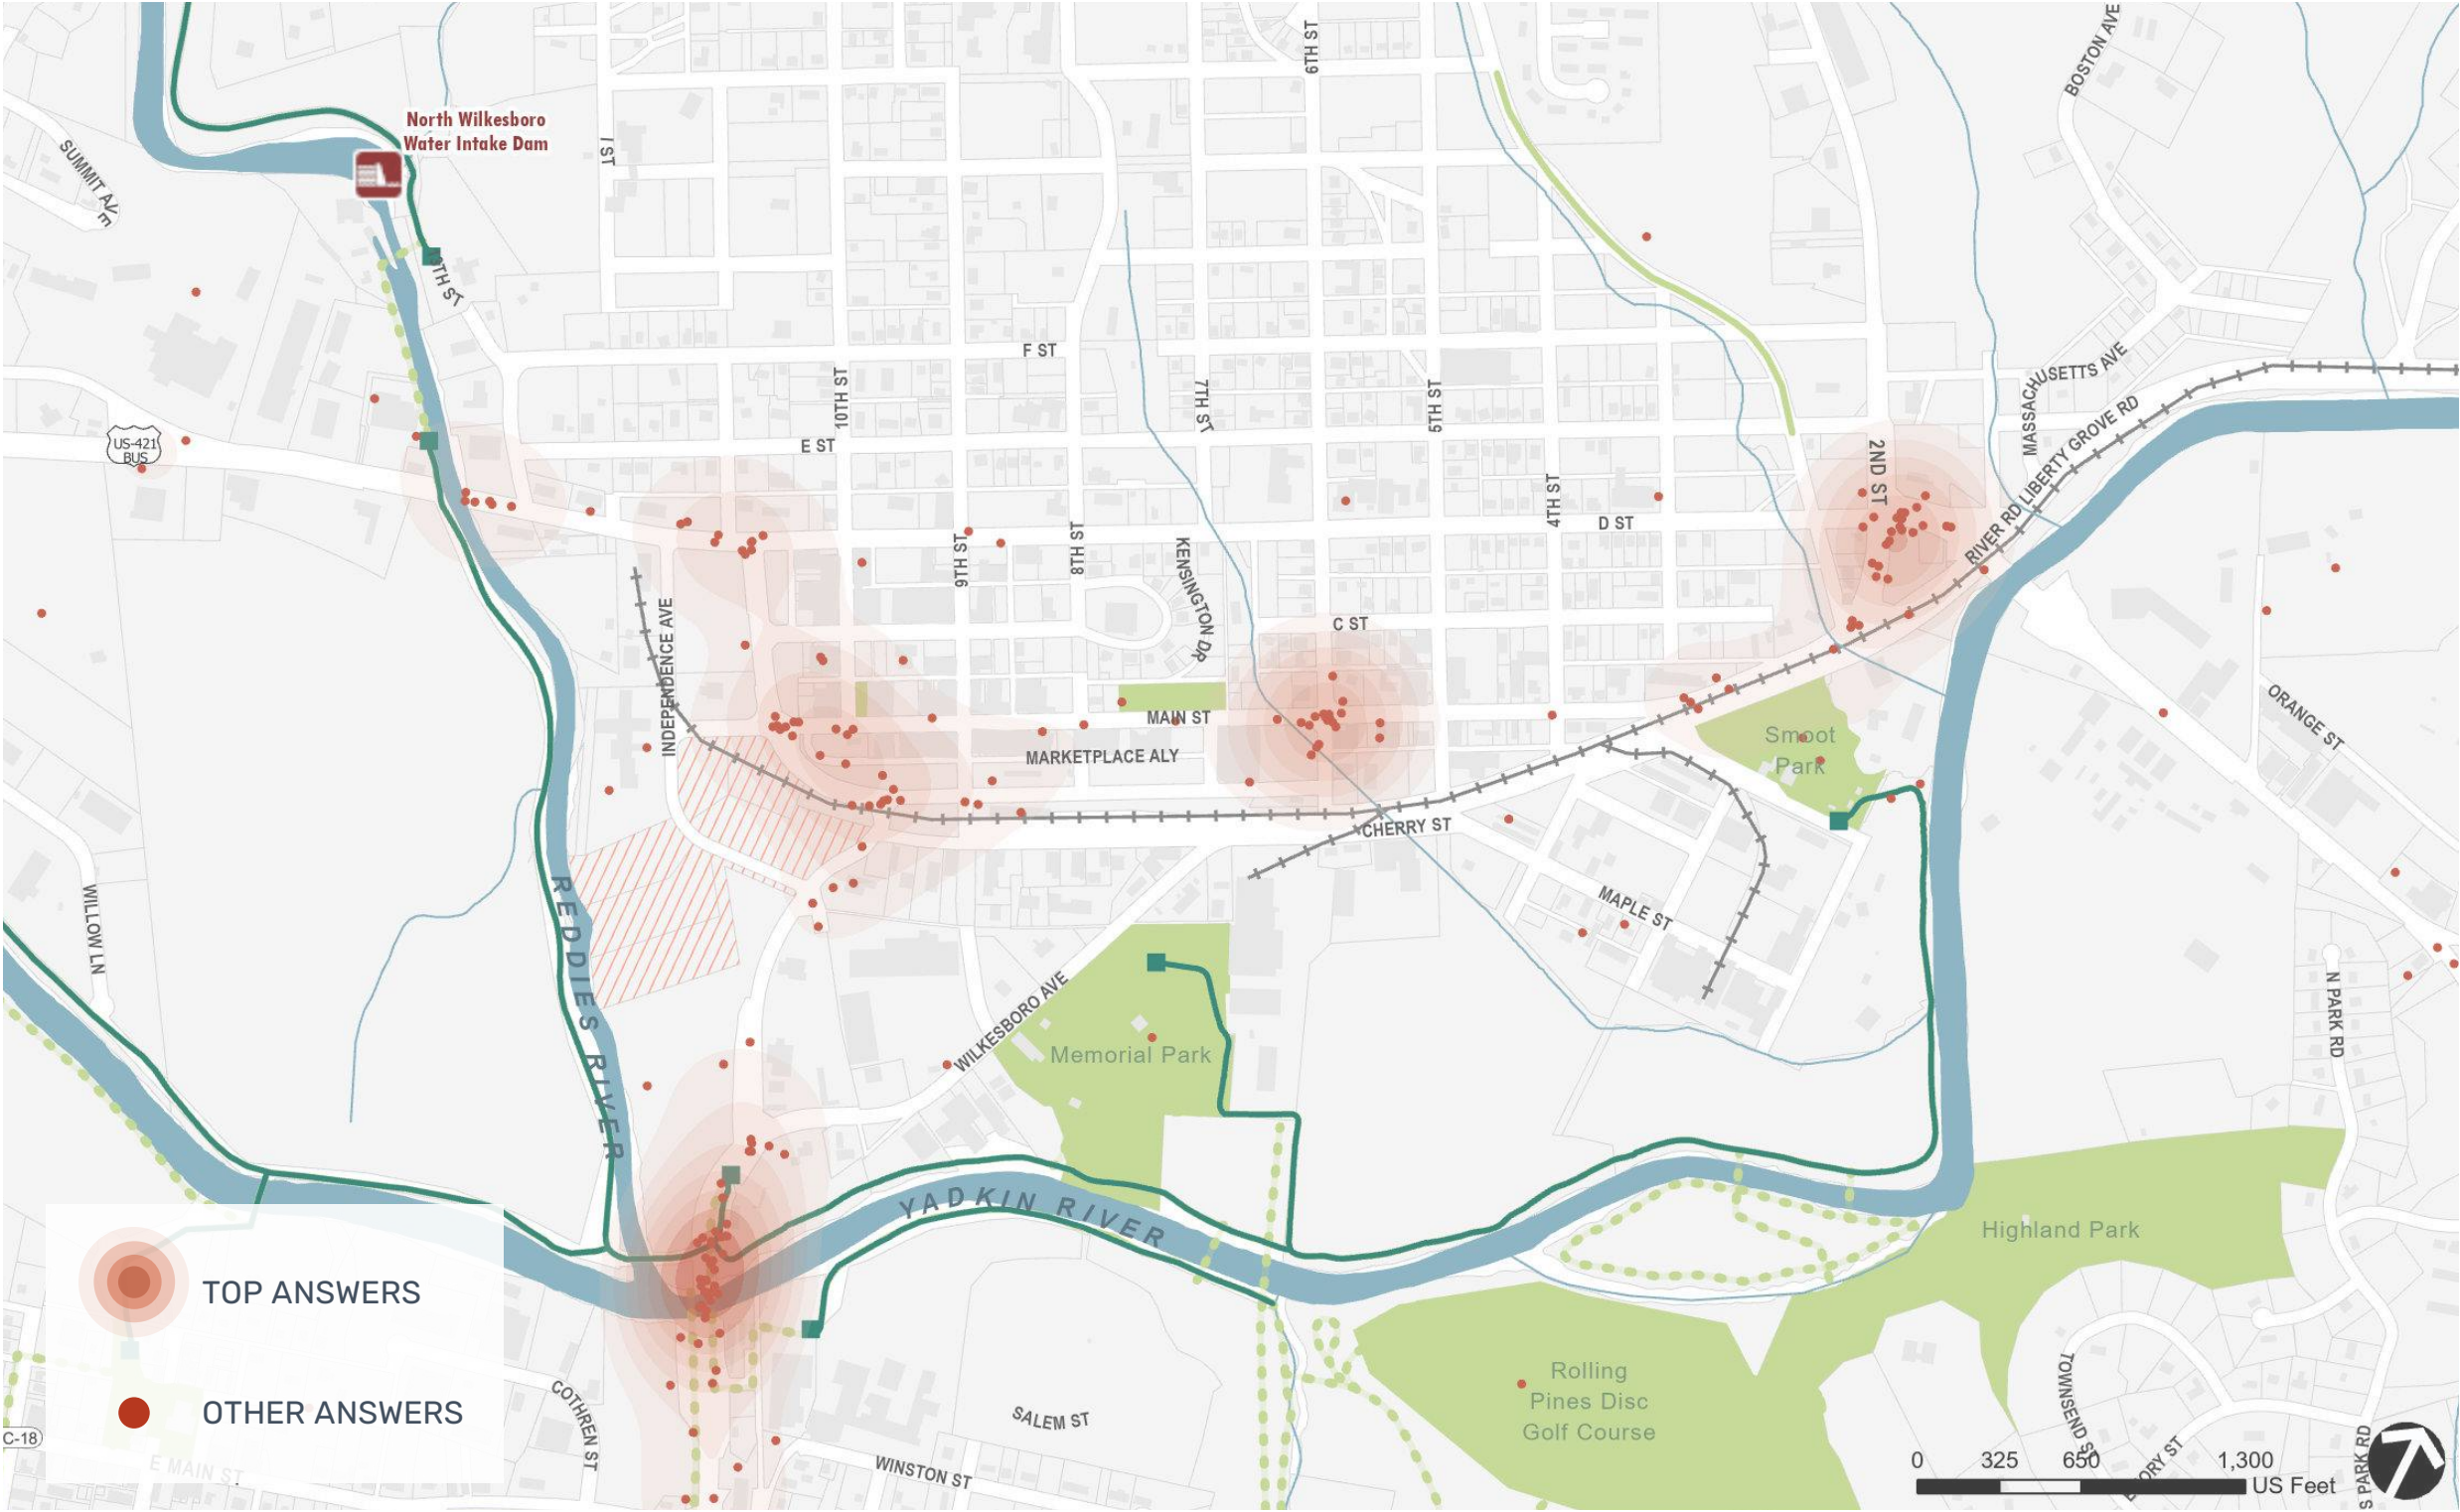 6TH ST
BOSTON AVE
North Wilkesboro
Water Intake Dam
SUMMIT AVE
I ST
9TH ST
F ST
10TH ST
7TH ST
5TH ST
MASSACHUSETTS AVE
US-421
BUS
E ST
2ND ST
RIVER RD LIBERTY GROVE RD
4TH ST
D ST
9TH ST
8TH ST
KENSINGTON DR
INDEPENDENCE AVE
C ST
MAIN ST
MARKETPLACE ALY
Smoot
Park
ORANGE ST
CHERRY ST
WILLOW LN
REDDIES RIVER
MAPLE ST
WILKESBORO AVE
Memorial Park
N PARK RD
YADKIN RIVER
Highland Park
TOP ANSWERS
OTHER ANSWERS
C-18
E MAIN ST
COTHREN ST
SALEM ST
WINSTON ST
Rolling
Pines Disc
Golf Course
TOWNSEND ST
ORY ST
S PARK RD
0 325 650 1,300
US Feet